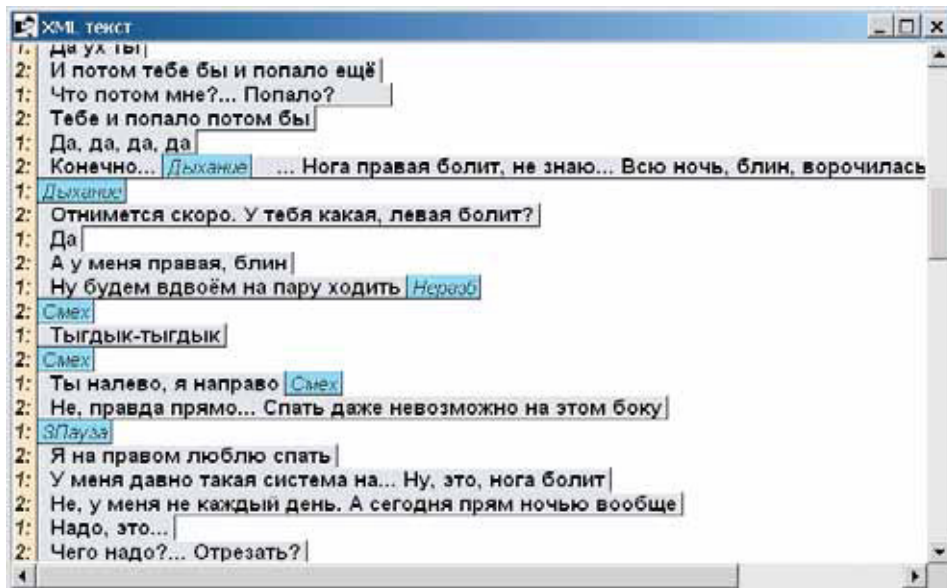 XML текст
1: Да ух ты
2: И потом тебе бы и попало ещё
1: Что потом мне?... Попало?
2: Тебе и попало потом бы
1: Да, да, да, да
2: Конечно... Дыхание ... Нога правая болит, не знаю... Всю ночь, блин, ворочилась
1: Дыхание
2: Отнимется скоро. У тебя какая, левая болит?
1: Да
2: А у меня правая, блин
1: Ну будем вдвоём на пару ходить Неразб
2: Смех
1: Тыгдык-тыгдык
2: Смех
1: Ты налево, я направо Смех
2: Не, правда прямо... Спать даже невозможно на этом боку
1: ЗПауза
2: Я на правом люблю спать
1: У меня давно такая система на... Ну, это, нога болит
2: Не, у меня не каждый день. А сегодня прям ночью вообще
1: Надо, это...
2: Чего надо?... Отрезать?